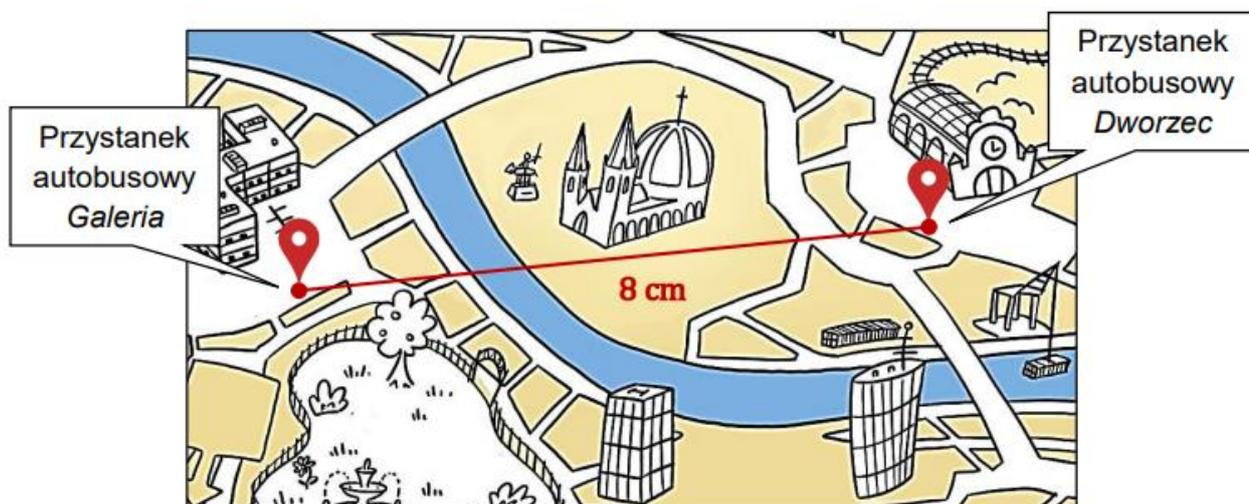 Przystanek
autobusowy
Galeria
Przystanek
autobusowy
Dworzec
8 cm